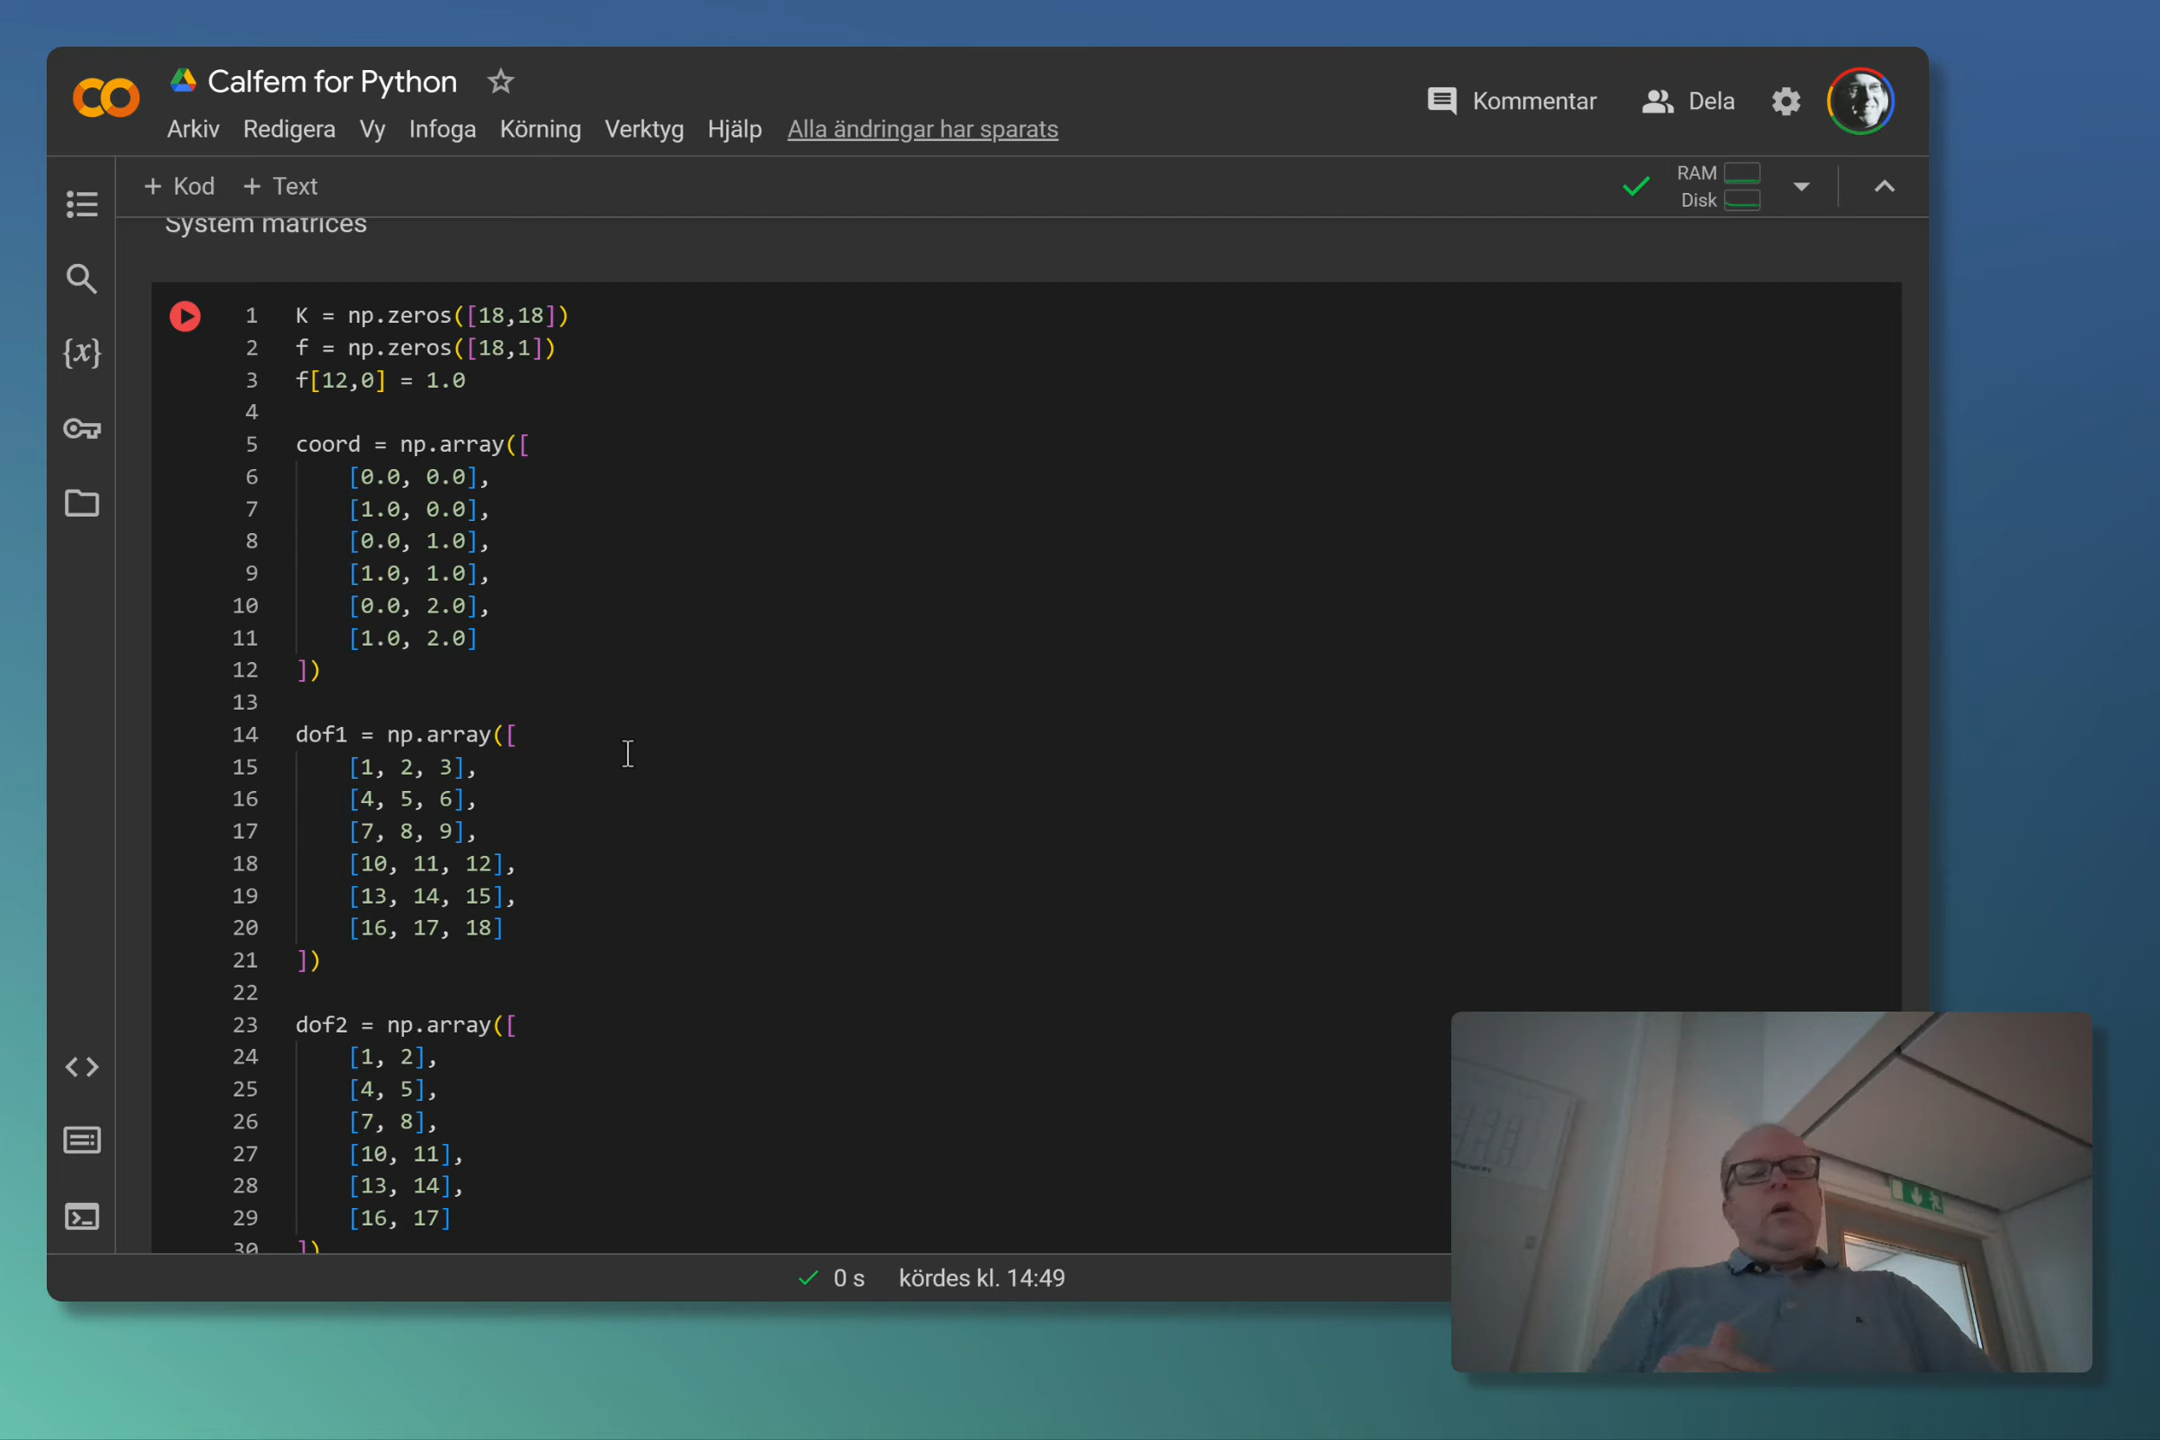 Calfem for Python
Kommentar
Dela
Arkiv Redigera Vy Infoga Körning Verktyg Hjälp Alla ändringar har sparats
+ Kod + Text
RAM
Disk
System matrices
1 K = np.zeros([18,18])
2 f = np.zeros([18,1])
3 f[12,0] = 1.0
4
5 coord = np.array([
6 [0.0, 0.0],
7 [1.0, 0.0],
8 [0.0, 1.0],
9 [1.0, 1.0],
10 [0.0, 2.0],
11 [1.0, 2.0]
12 ])
13
14 dof1 = np.array([
15 [1, 2, 3],
16 [4, 5, 6],
17 [7, 8, 9],
18 [10, 11, 12],
19 [13, 14, 15],
20 [16, 17, 18]
21 ])
22
23 dof2 = np.array([
24 [1, 2],
25 [4, 5],
26 [7, 8],
27 [10, 11],
28 [13, 14],
29 [16, 17]
30 ])
{x}
0 s kördes kl. 14:49